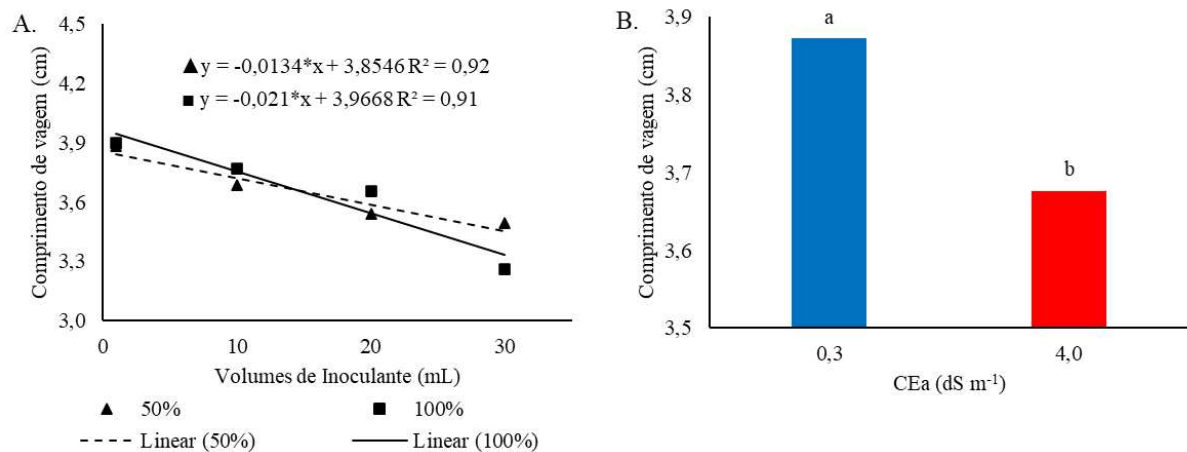 A.
Comprimento de vagem (cm)
4,5
4,2
3,9
3,6
3,3
3,0
▲ y = -0,0134*x + 3,8546 R² = 0,92
■ y = -0,021*x + 3,9668 R² = 0,91
0 10 20 30
Volumes de Inoculante (mL)
▲ 50% ■ 100%
Linear (50%) Linear (100%)
B.
Comprimento de vagem (cm)
3,9
3,8
3,7
3,6
3,5
a
b
0,3 4,0
CEa (dS m⁻¹)